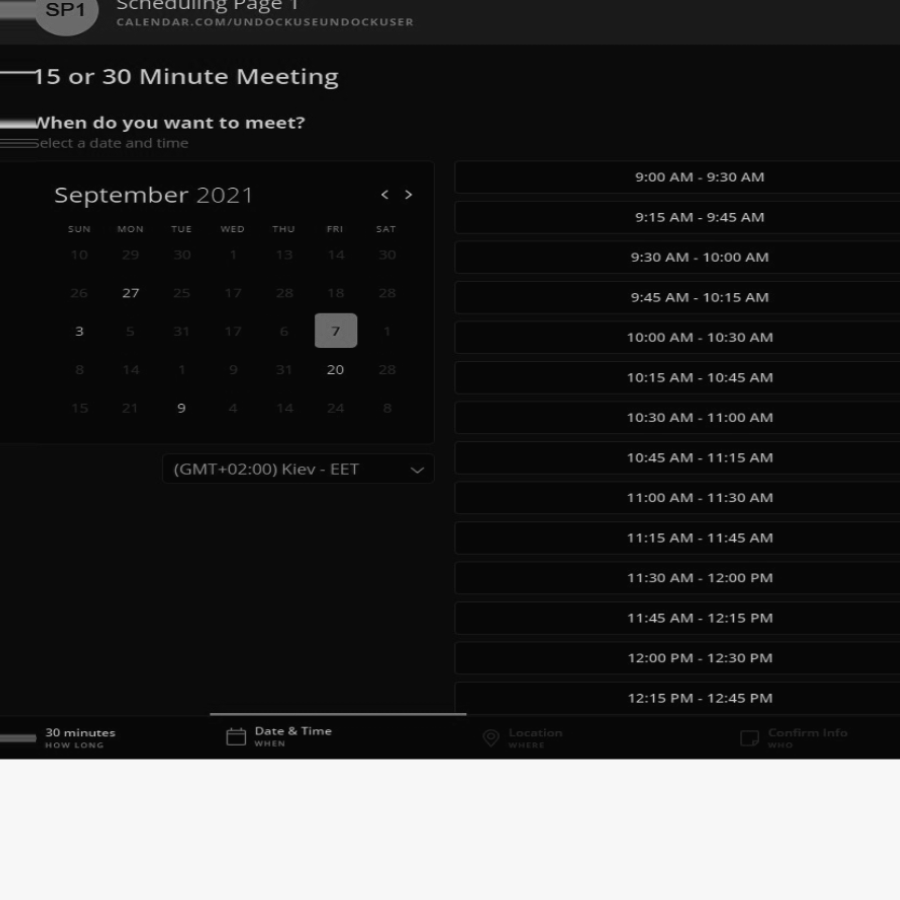 SP1
Scheduling Page 1
CALENDAR.COM/UNDOCKUSEUNDOCKUSER
15 or 30 Minute Meeting
When do you want to meet?
Select a date and time
September 2021 < >
SUN MON TUE WED THU FRI SAT
10 29 30 1 13 14 30
26 27 25 17 28 18 28
3 5 31 17 6 7 1
8 14 1 9 31 20 28
15 21 9 4 14 24 8
(GMT+02:00) Kiev - EET
9:00 AM - 9:30 AM
9:15 AM - 9:45 AM
9:30 AM - 10:00 AM
9:45 AM - 10:15 AM
10:00 AM - 10:30 AM
10:15 AM - 10:45 AM
10:30 AM - 11:00 AM
10:45 AM - 11:15 AM
11:00 AM - 11:30 AM
11:15 AM - 11:45 AM
11:30 AM - 12:00 PM
11:45 AM - 12:15 PM
12:00 PM - 12:30 PM
12:15 PM - 12:45 PM
30 minutes
HOW LONG
Date & Time
WHEN
Location
WHERE
Confirm Info
WHO